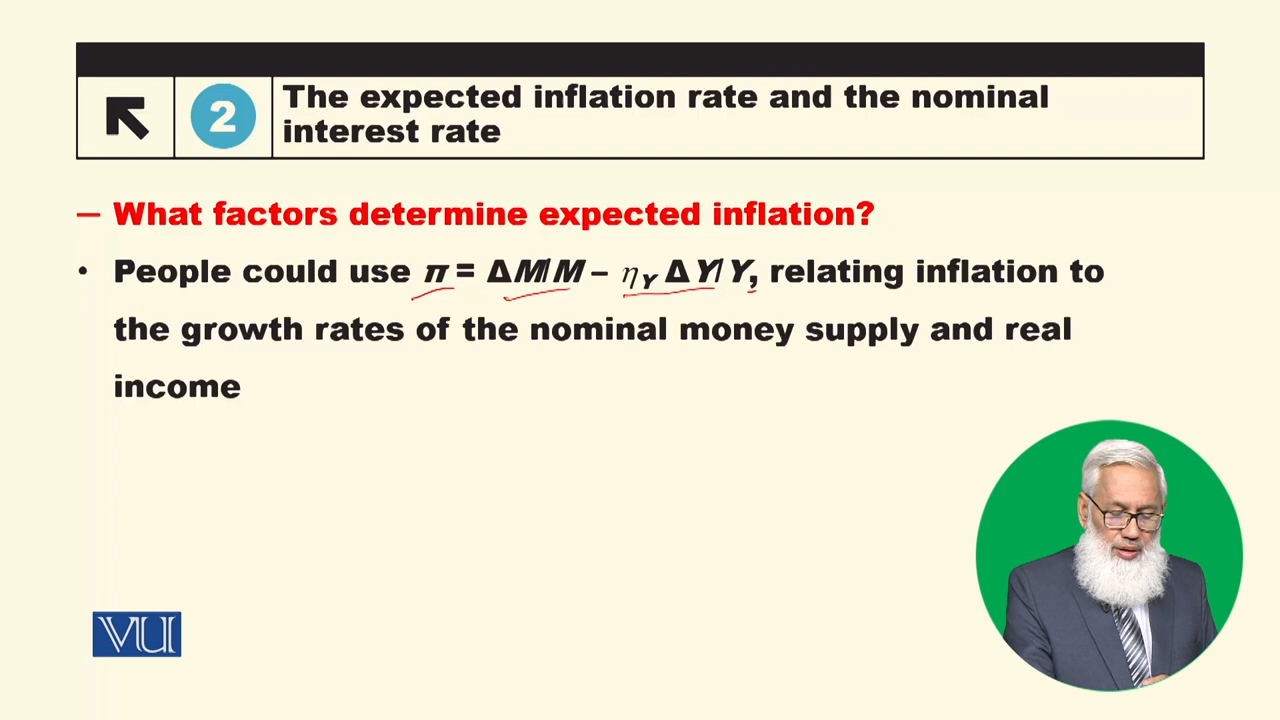 2
The expected inflation rate and the nominal
interest rate
— What factors determine expected inflation?
• People could use π = ΔM/M – ηY ΔY/Y, relating inflation to
the growth rates of the nominal money supply and real
income
VU